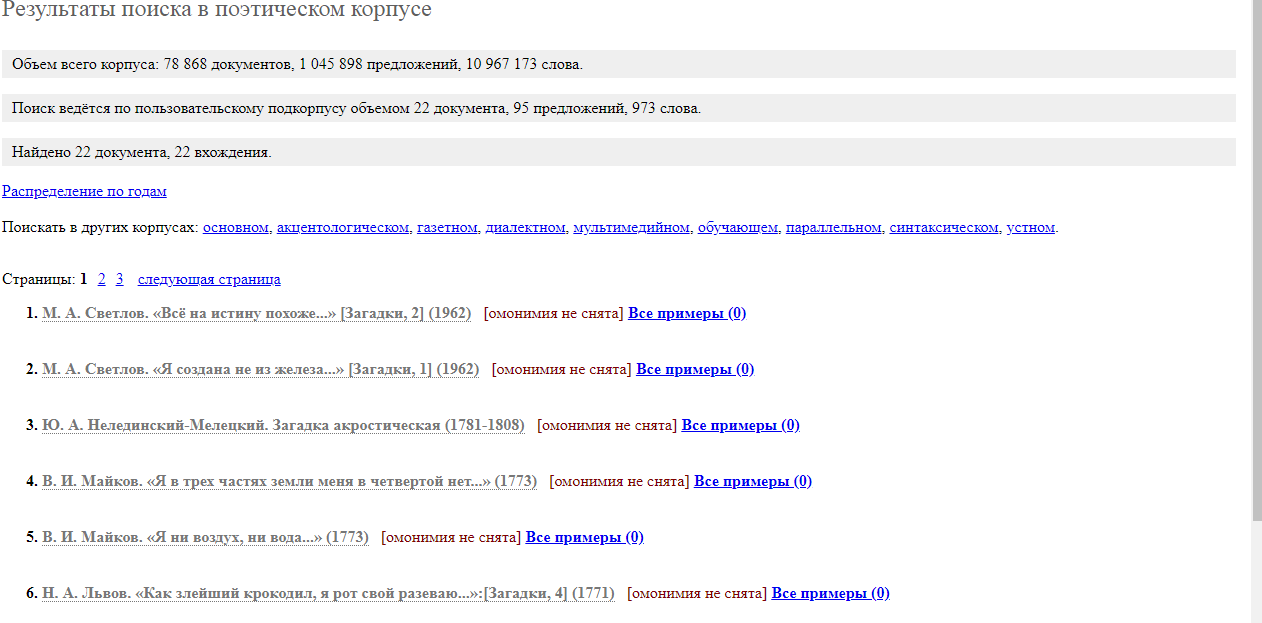 Результаты поиска в поэтическом корпусе
Объем всего корпуса: 78 868 документов, 1 045 898 предложений, 10 967 173 слова.
Поиск ведётся по пользовательскому подкорпусу объемом 22 документа, 95 предложений, 973 слова.
Найдено 22 документа, 22 вхождения.
Распределение по годам
Поискать в других корпусах: основном, акцентологическом, газетном, диалектном, мультимедийном, обучающем, параллельном, синтаксическом, устном.
Страницы: 1 2 3 следующая страница
1. М. А. Светлов. «Всё на истину похоже...» [Загадки, 2] (1962) [омонимия не снята] Все примеры (0)
2. М. А. Светлов. «Я создана не из железа...» [Загадки, 1] (1962) [омонимия не снята] Все примеры (0)
3. Ю. А. Нелединский-Мелецкий. Загадка акростическая (1781-1808) [омонимия не снята] Все примеры (0)
4. В. И. Майков. «Я в трех частях земли меня в четвертой нет...» (1773) [омонимия не снята] Все примеры (0)
5. В. И. Майков. «Я ни воздух, ни вода...» (1773) [омонимия не снята] Все примеры (0)
6. Н. А. Львов. «Как злейший крокодил, я рот свой разеваю...»:[Загадки, 4] (1771) [омонимия не снята] Все примеры (0)